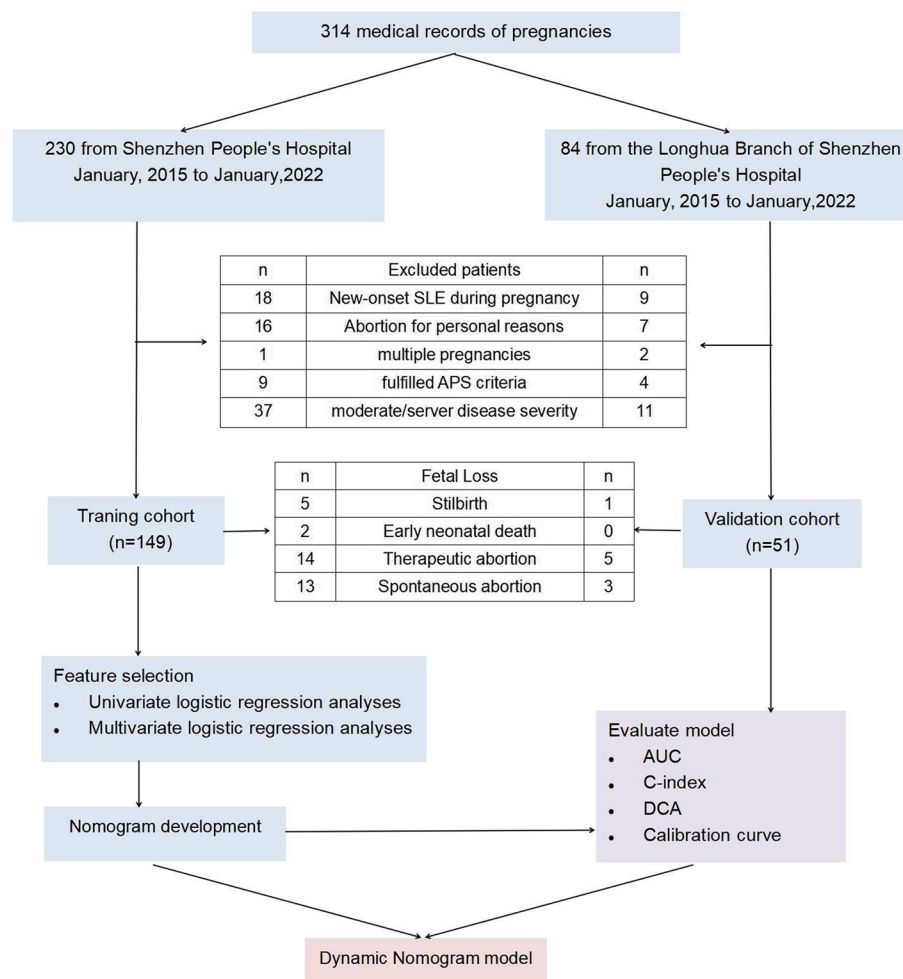 314 medical records of pregnancies
230 from Shenzhen People's Hospital
January, 2015 to January,2022
84 from the Longhua Branch of Shenzhen
People's Hospital
January, 2015 to January,2022
n Excluded patients n
18 New-onset SLE during pregnancy 9
16 Abortion for personal reasons 7
1 multiple pregnancies 2
9 fulfilled APS criteria 4
37 moderate/server disease severity 11
n Fetal Loss n
5 Stilbirth 1
2 Early neonatal death 0
14 Therapeutic abortion 5
13 Spontaneous abortion 3
Traning cohort
(n=149)
Validation cohort
(n=51)
Feature selection
• Univariate logistic regression analyses
• Multivariate logistic regression analyses
Evaluate model
• AUC
• C-index
• DCA
• Calibration curve
Nomogram development
Dynamic Nomogram model